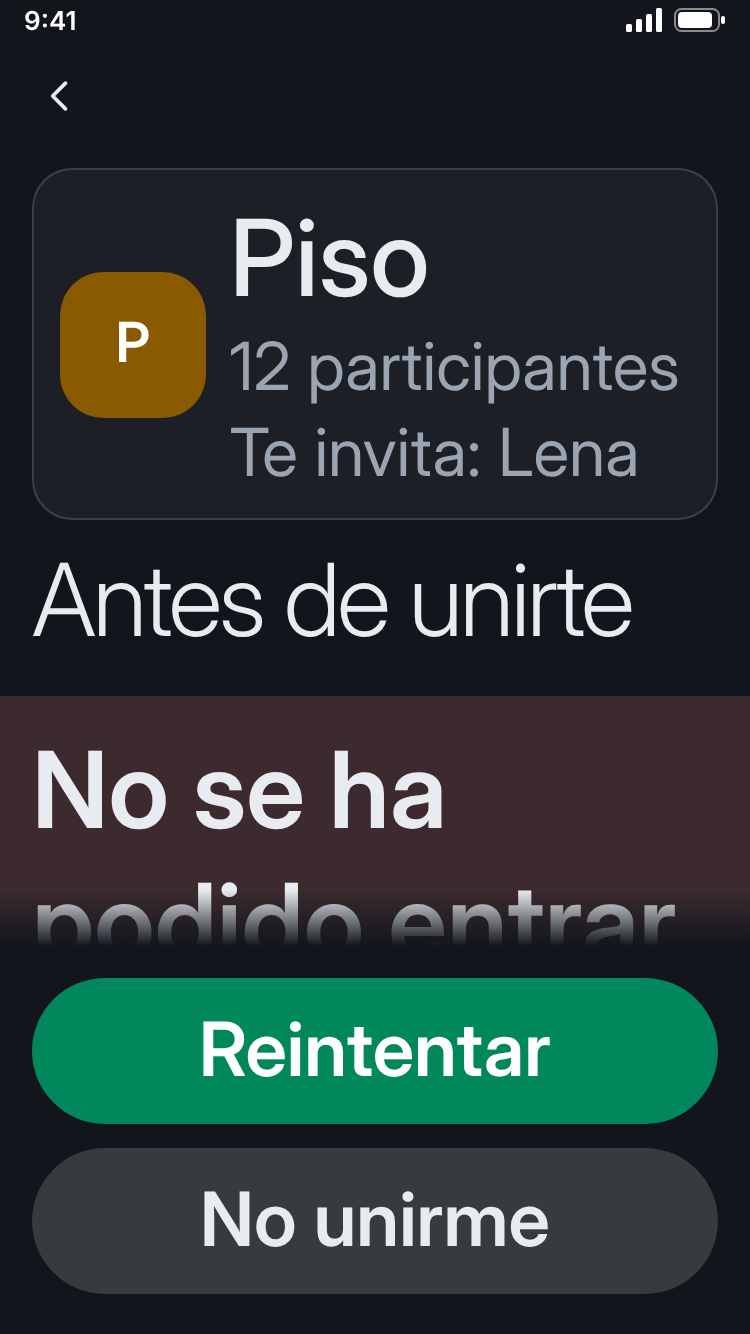 9:41
Piso
P
12 participantes
Te invita: Lena
Antes de unirte
No se ha
podido entrar
Reintentar
No unirme